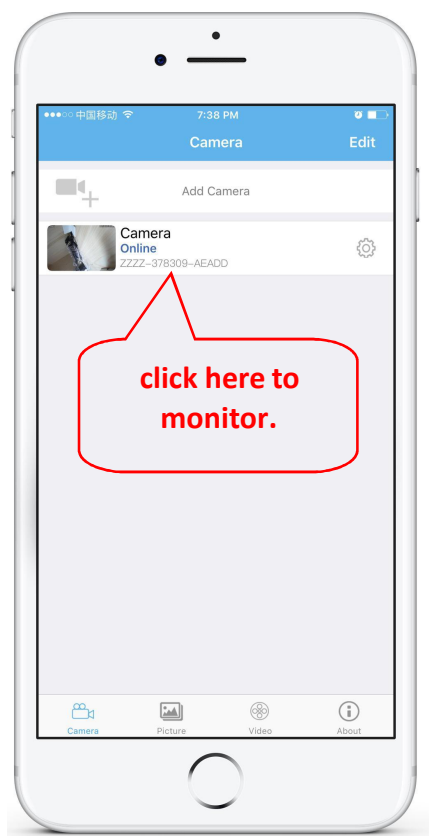 中国移动
7:38 PM
Camera
Edit
Add Camera
Camera
Online
ZZZZ-378309-AEADD
click here to
monitor.
Camera
Picture
Video
About